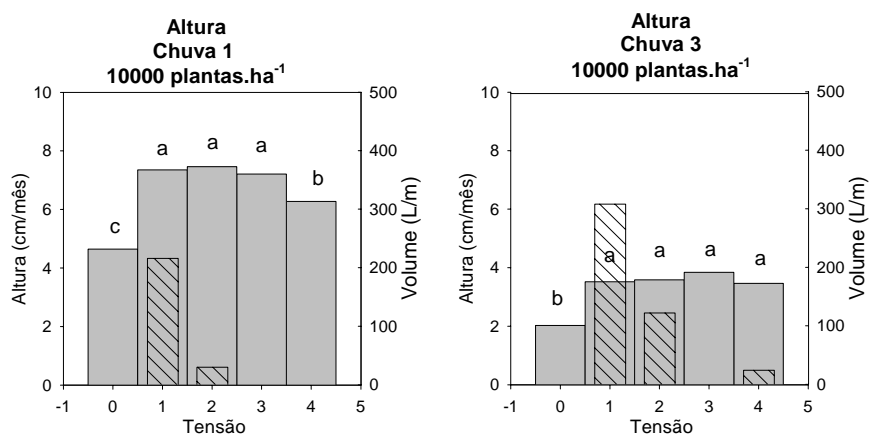 Altura
Chuva 1
10000 plantas.ha⁻¹
10
8
6
4
2
0
Altura (cm/mês)
500
400
300
200
100
0
Volume (L/m)
c
a
a
a
b
-1 0 1 2 3 4 5
Tensão
Altura
Chuva 3
10000 plantas.ha⁻¹
10
8
6
4
2
0
Altura (cm/mês)
500
400
300
200
100
0
Volume (L/m)
b
a
a
a
a
-1 0 1 2 3 4 5
Tensão